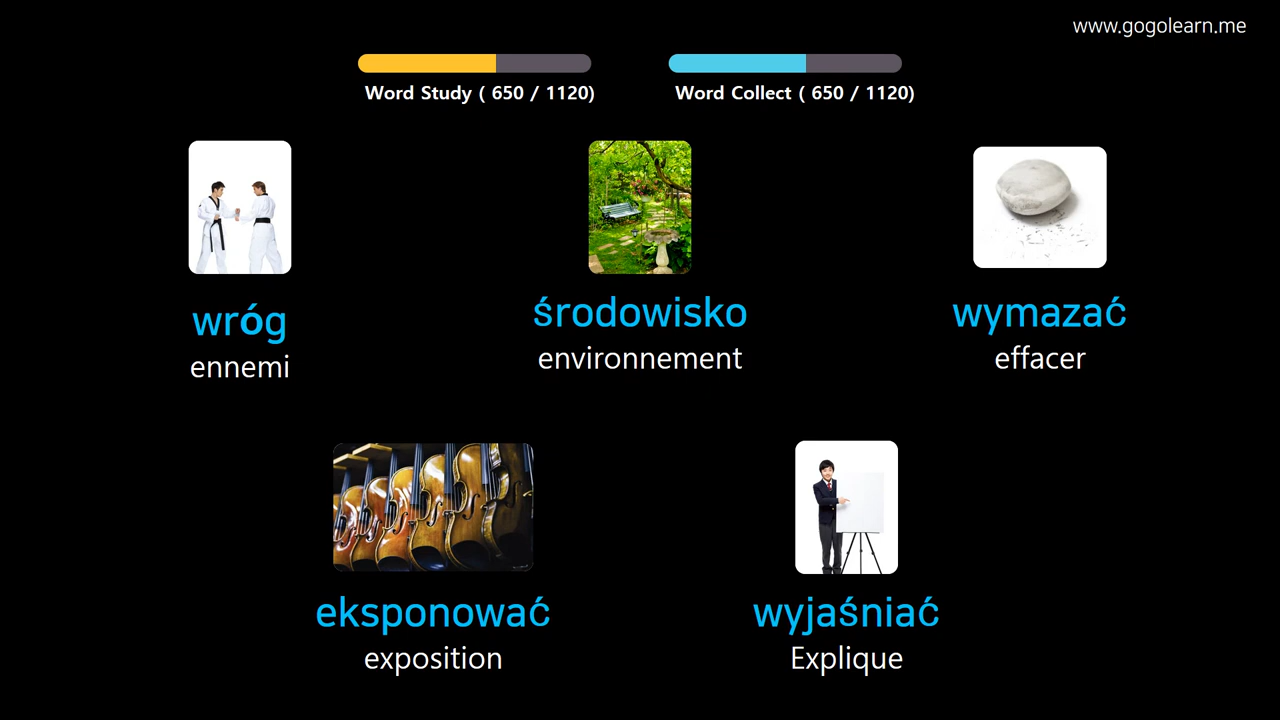 www.gogolearn.me
Word Study ( 650 / 1120)
Word Collect ( 650 / 1120)
wróg
ennemi
środowisko
environnement
wymazać
effacer
eksponować
exposition
wyjaśniać
Explique